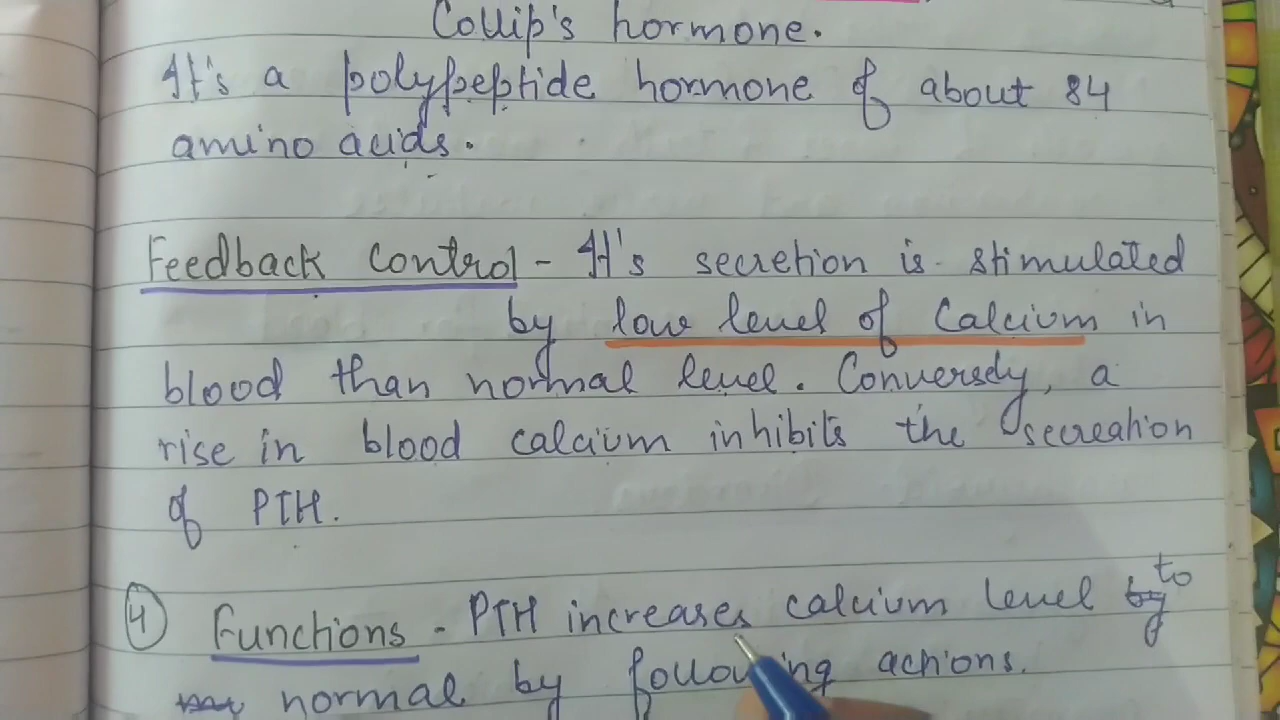 Collip's hormone.
It's a polypeptide hormone of about 84
amino acids.
Feedback control - It's secretion is stimulated
by low level of Calcium in
blood than normal level. Conversely, a
rise in blood calcium inhibits the secreation
of PTH.
4 Functions - PTH increases calcium level by to
normal by following actions.